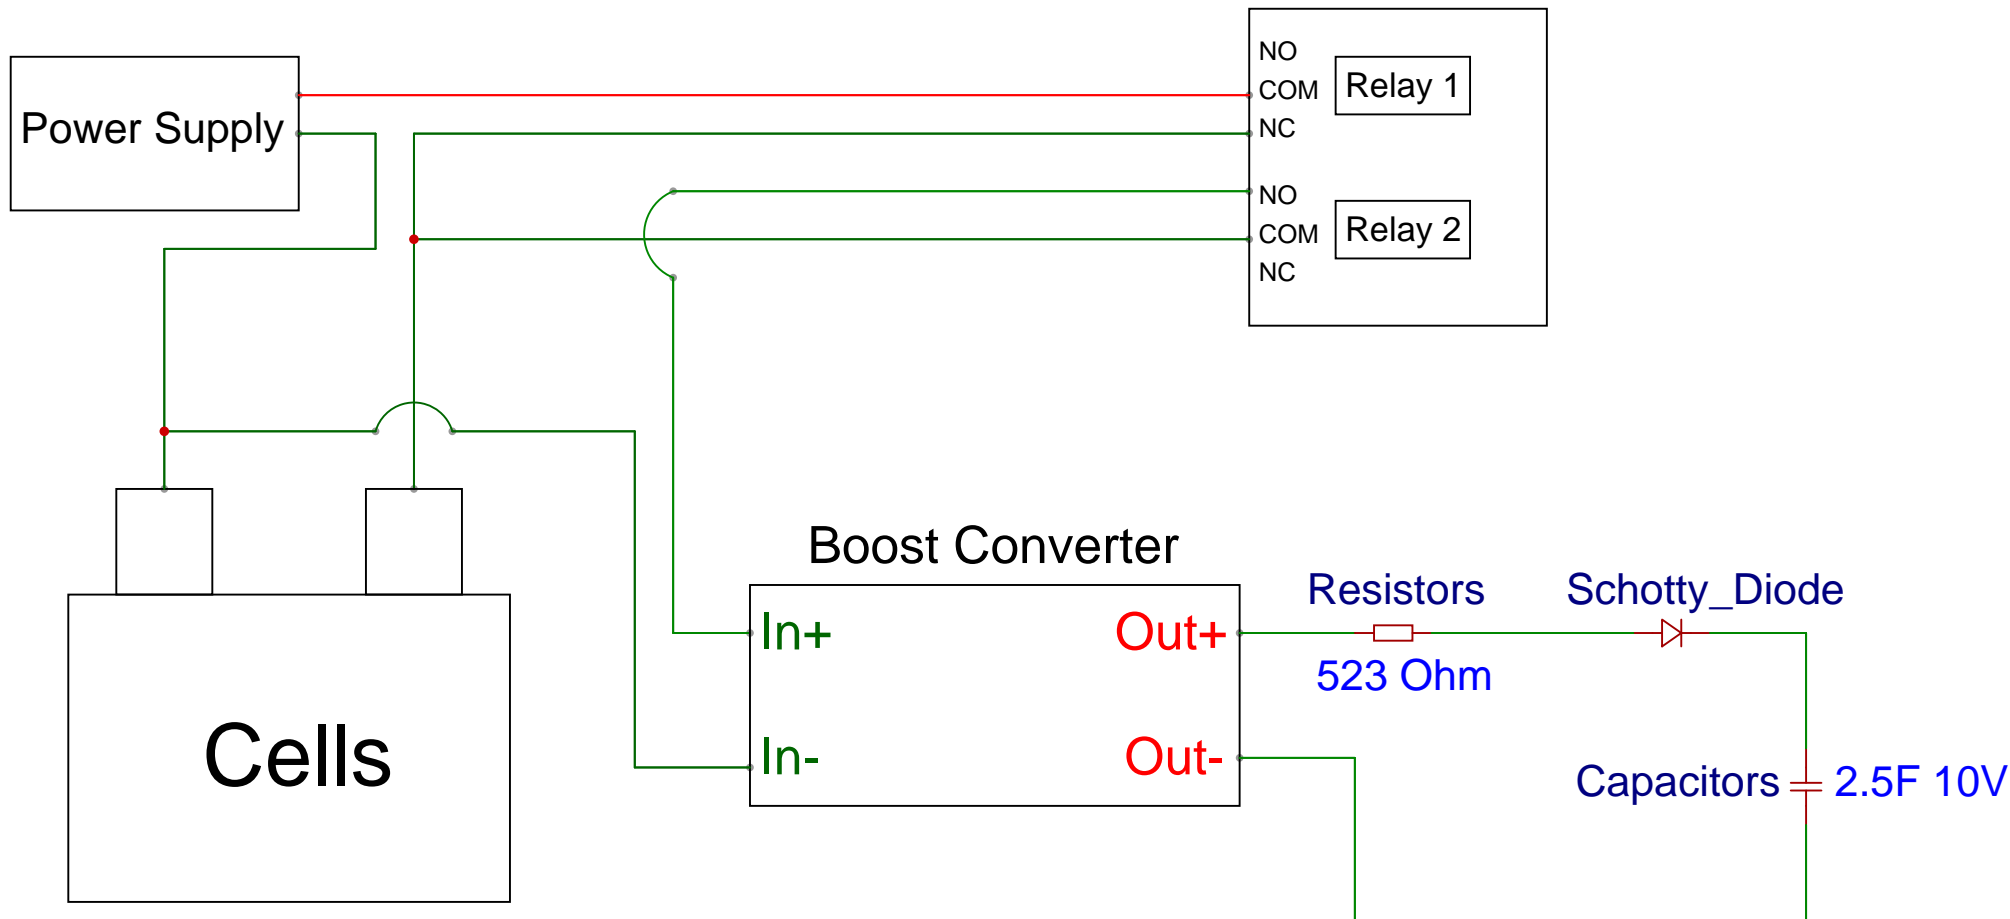 Power Supply
NO
COM
NC
Relay 1
NO
COM
NC
Relay 2
Cells
Boost Converter
In+
Out+
In-
Out-
Resistors
523 Ohm
Schotty_Diode
Capacitors
2.5F 10V